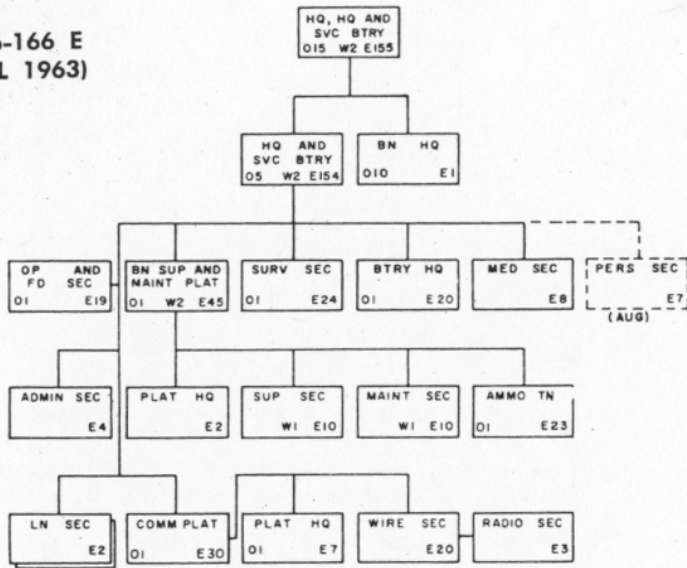 -166 E
L 1963)
HQ, HQ AND
SVC BTRY
O15 W2 E155
HQ AND
SVC BTRY
O5 W2 E154
BN HQ
O10 E1
OP AND
FD SEC
O1 E19
BN SUP AND
MAINT PLAT
O1 W2 E45
SURV SEC
O1 E24
BTRY HQ
O1 E20
MED SEC
E8
PERS SEC
E7
(AUG)
ADMIN SEC
E4
PLAT HQ
E2
SUP SEC
W1 E10
MAINT SEC
W1 E10
AMMO TN
O1 E23
LN SEC
E2
COMM PLAT
O1 E30
PLAT HQ
O1 E7
WIRE SEC
E20
RADIO SEC
E3